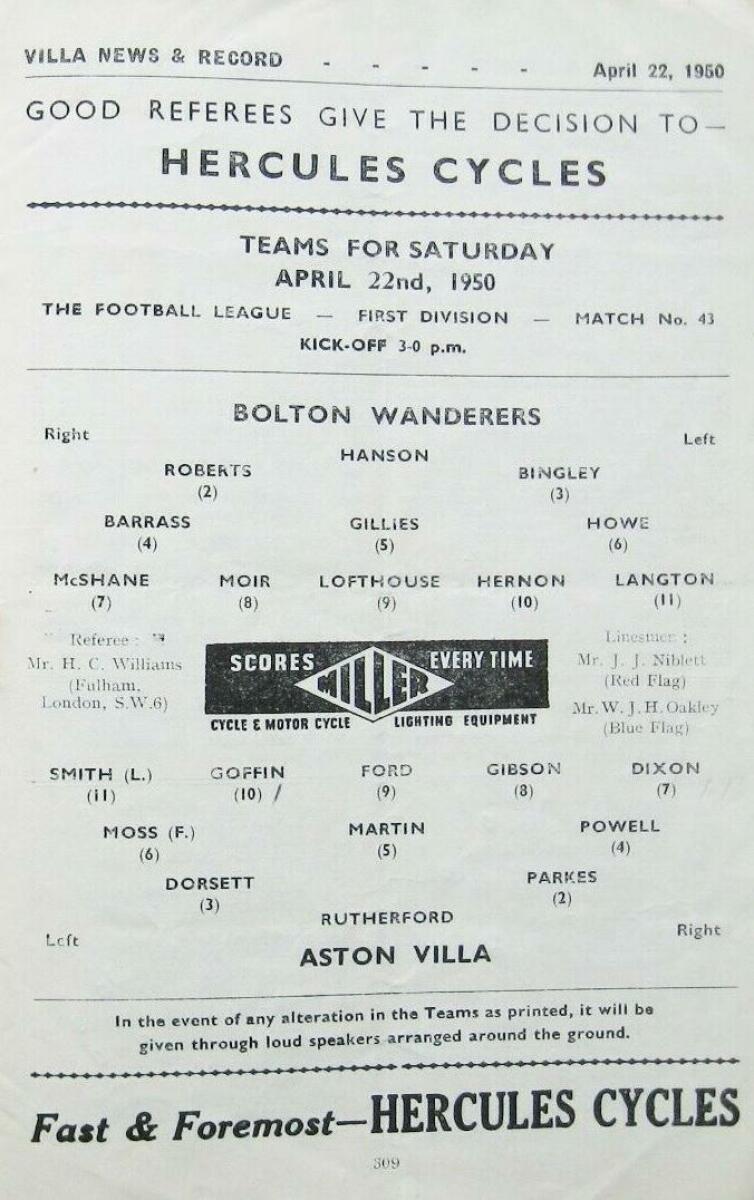 VILLA NEWS & RECORD - - - - - April 22, 1950
GOOD REFEREES GIVE THE DECISION TO—
HERCULES CYCLES
TEAMS FOR SATURDAY
APRIL 22nd, 1950
THE FOOTBALL LEAGUE — FIRST DIVISION — MATCH No. 43
KICK-OFF 3-0 p.m.
BOLTON WANDERERS
Right Left
HANSON
ROBERTS BINGLEY
(2) (3)
BARRASS GILLIES HOWE
(4) (5) (6)
McSHANE MOIR LOFTHOUSE HERNON LANGTON
(7) (8) (9) (10) (11)
Referee :
Mr. H. C. Williams
(Fulham,
London, S.W.6)
SCORES MILLER EVERY TIME
CYCLE & MOTOR CYCLE LIGHTING EQUIPMENT
Linesmen :
Mr. J. J. Niblett
(Red Flag)
Mr. W. J. H. Oakley
(Blue Flag)
SMITH (L.) GOFFIN FORD GIBSON DIXON
(11) (10) / (9) (8) (7)
MOSS (F.) MARTIN POWELL
(6) (5) (4)
DORSETT PARKES
(3) (2)
RUTHERFORD
Left Right
ASTON VILLA
In the event of any alteration in the Teams as printed, it will be
given through loud speakers arranged around the ground.
Fast & Foremost—HERCULES CYCLES
309